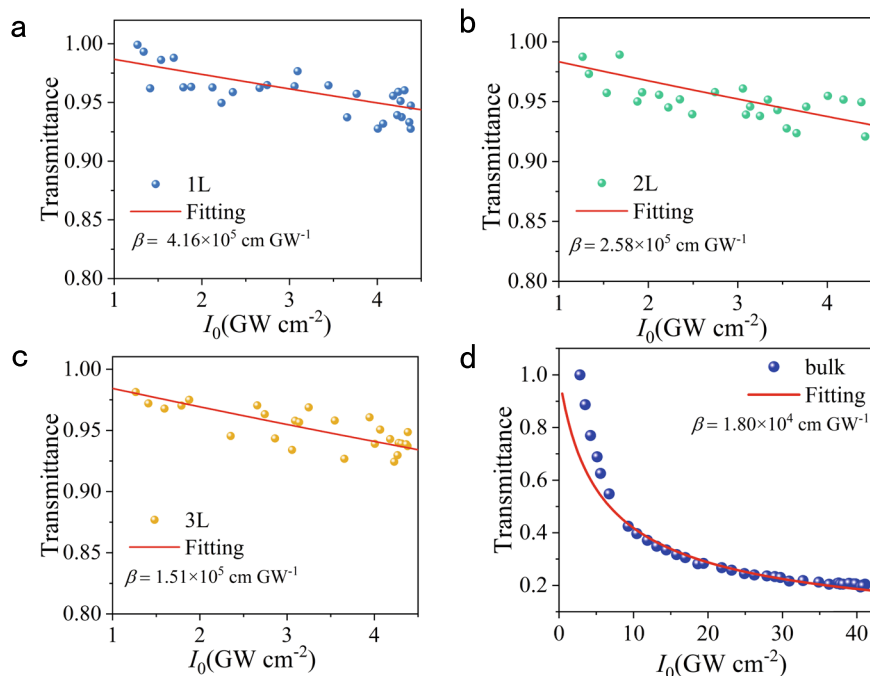 a
Transmittance
1.00
0.95
0.90
0.85
0.80
1L
Fitting
β = 4.16×10⁵ cm GW⁻¹
1 2 3 4
I₀(GW cm⁻²)
b
Transmittance
1.00
0.95
0.90
0.85
0.80
2L
Fitting
β = 2.58×10⁵ cm GW⁻¹
1 2 3 4
I₀(GW cm⁻²)
c
Transmittance
1.00
0.95
0.90
0.85
0.80
3L
Fitting
β = 1.51×10⁵ cm GW⁻¹
1 2 3 4
I₀(GW cm⁻²)
d
Transmittance
1.0
0.8
0.6
0.4
0.2
bulk
Fitting
β = 1.80×10⁴ cm GW⁻¹
0 10 20 30 40
I₀(GW cm⁻²)